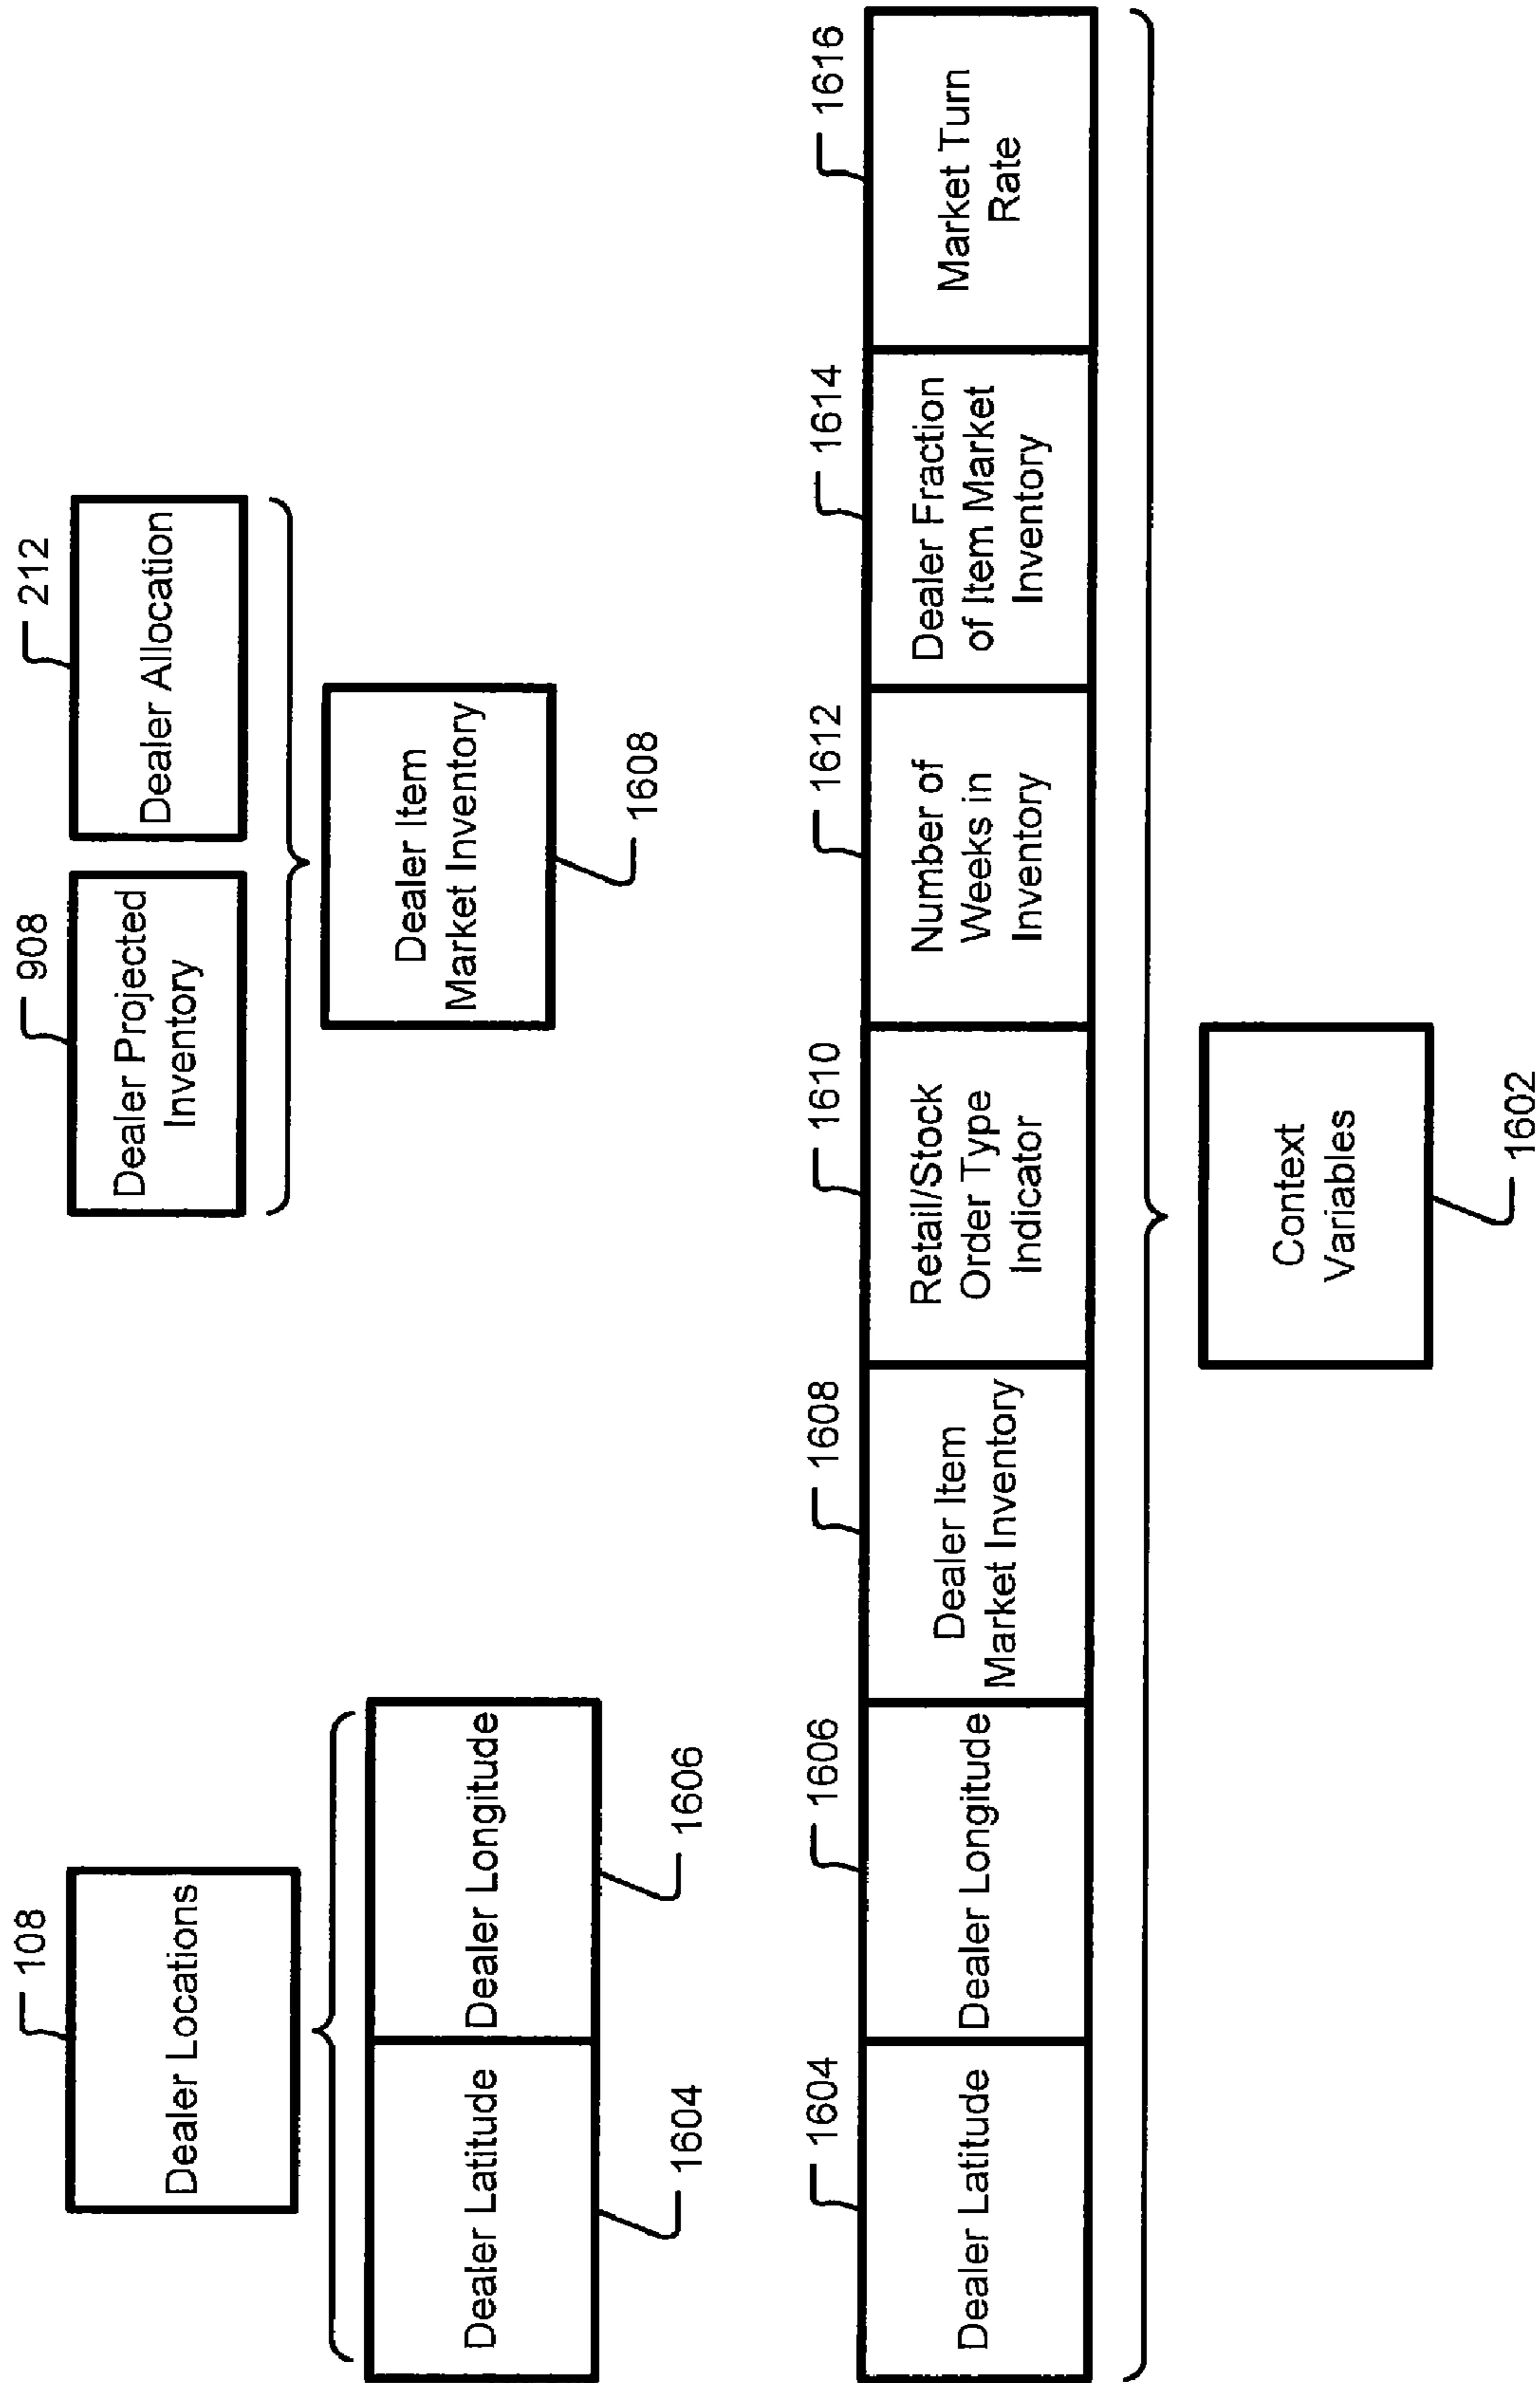 108
Dealer Locations
Dealer Latitude
Dealer Longitude
1604
1606
908
212
Dealer Projected
Inventory
Dealer Allocation
Dealer Item
Market Inventory
1608
1604
1606
1608
1610
1612
1614
1616
Dealer Latitude
Dealer Longitude
Dealer Item
Market Inventory
Retail/Stock
Order Type
Indicator
Number of
Weeks in
Inventory
Dealer Fraction
of Item Market
Inventory
Market Turn
Rate
Context
Variables
1602